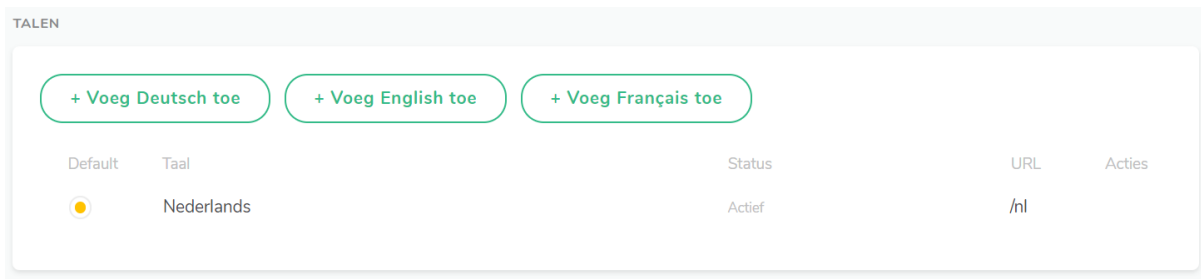 TALEN
+ Voeg Deutsch toe + Voeg English toe + Voeg Français toe
Default Taal Status URL Acties
Nederlands Actief /nl